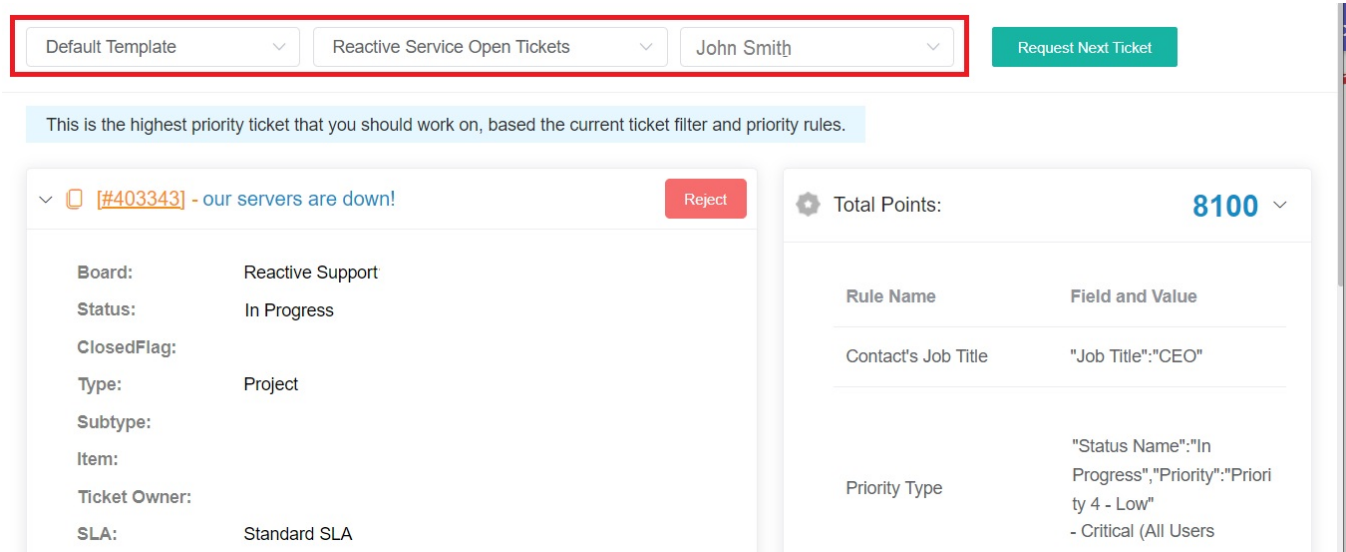 Default Template
Reactive Service Open Tickets
John Smith
Request Next Ticket
This is the highest priority ticket that you should work on, based the current ticket filter and priority rules.
[#403343] - our servers are down!
Reject
Board: Reactive Support
Status: In Progress
ClosedFlag:
Type: Project
Subtype:
Item:
Ticket Owner:
SLA: Standard SLA
Total Points: 8100
Rule Name Field and Value
Contact's Job Title "Job Title":"CEO"
Priority Type
"Status Name":"In
Progress","Priority":"Priori
ty 4 - Low"
- Critical (All Users